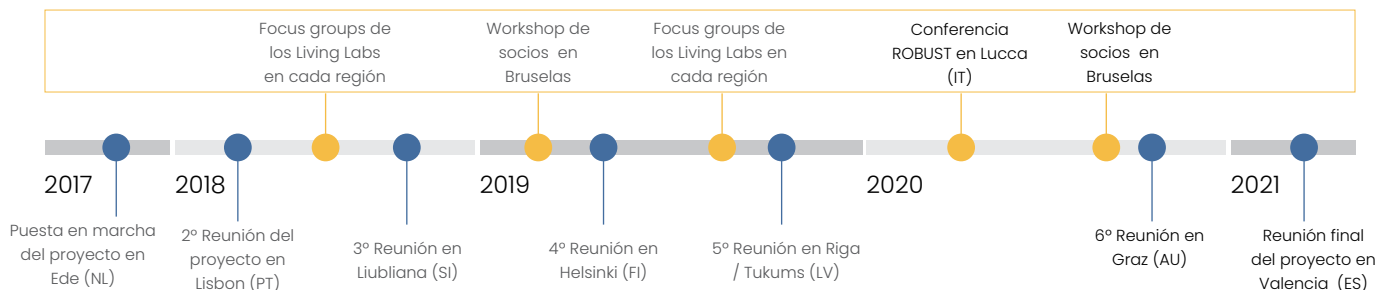 Focus groups de
los Living Labs
en cada región
Workshop de
socios en
Bruselas
Focus groups de
los Living Labs en
cada región
Conferencia
ROBUST en Lucca
(IT)
Workshop de
socios en
Bruselas
2017
2018
2019
2020
2021
Puesta en marcha
del proyecto en
Ede (NL)
2º Reunión del
proyecto en
Lisbon (PT)
3º Reunión en
Liubliana (SI)
4º Reunión en
Helsinki (FI)
5º Reunión en Riga
/ Tukums (LV)
6º Reunión en
Graz (AU)
Reunión final
del proyecto en
Valencia (ES)